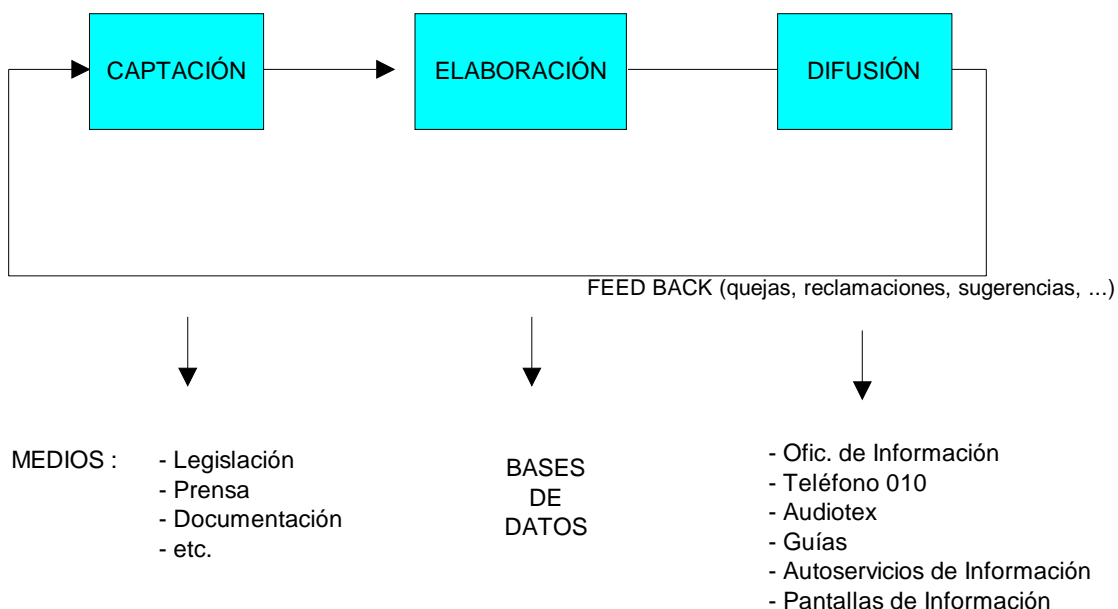 CAPTACIÓN
ELABORACIÓN
DIFUSIÓN
FEED BACK (quejas, reclamaciones, sugerencias, ...)
MEDIOS :
- Legislación
- Prensa
- Documentación
- etc.
BASES
DE
DATOS
- Ofic. de Información
- Teléfono 010
- Audiotex
- Guías
- Autoservicios de Información
- Pantallas de Información